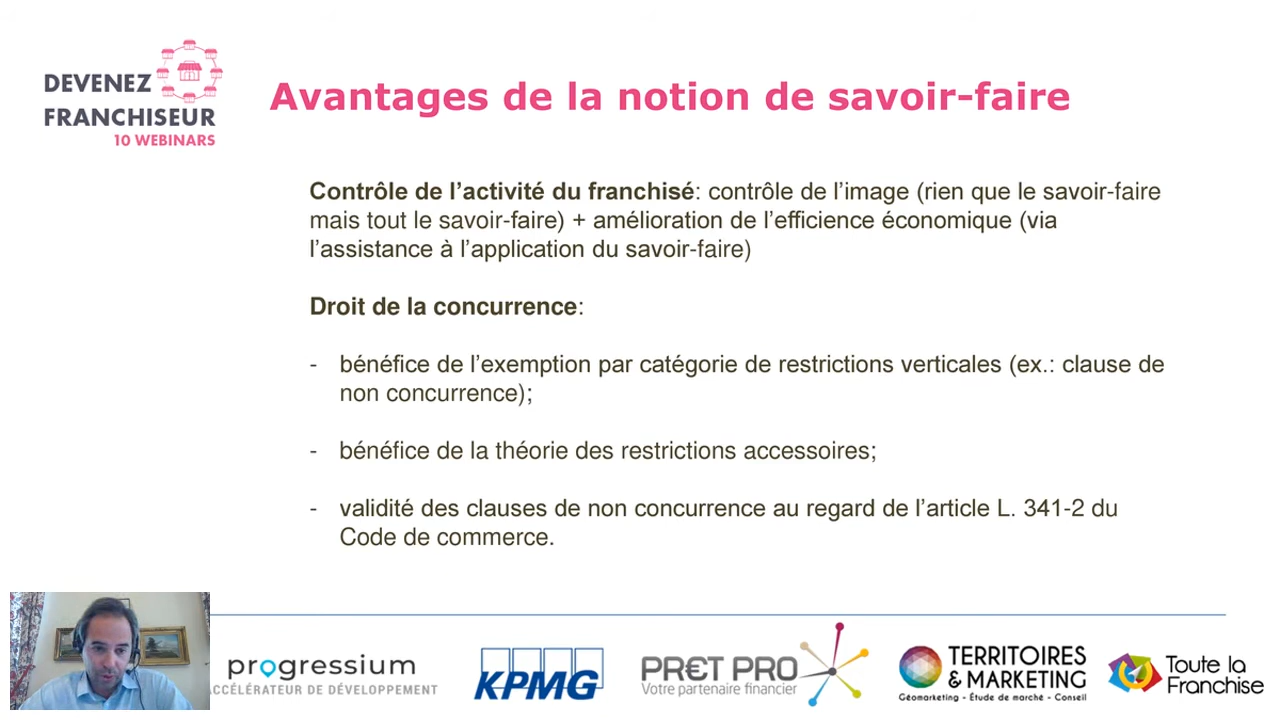 DEVENEZ
FRANCHISEUR
10 WEBINARS
Avantages de la notion de savoir-faire
Contrôle de l’activité du franchisé: contrôle de l’image (rien que le savoir-faire
mais tout le savoir-faire) + amélioration de l’efficience économique (via
l’assistance à l’application du savoir-faire)
Droit de la concurrence:
- bénéfice de l’exemption par catégorie de restrictions verticales (ex.: clause de
non concurrence);
- bénéfice de la théorie des restrictions accessoires;
- validité des clauses de non concurrence au regard de l’article L. 341-2 du
Code de commerce.
progressium
ACCÉLÉRATEUR DE DÉVELOPPEMENT
KPMG
PR€T PRO
Votre partenaire financier
TERRITOIRES
& MARKETING
Géomarketing - Étude de marché - Conseil
Toute la
Franchise